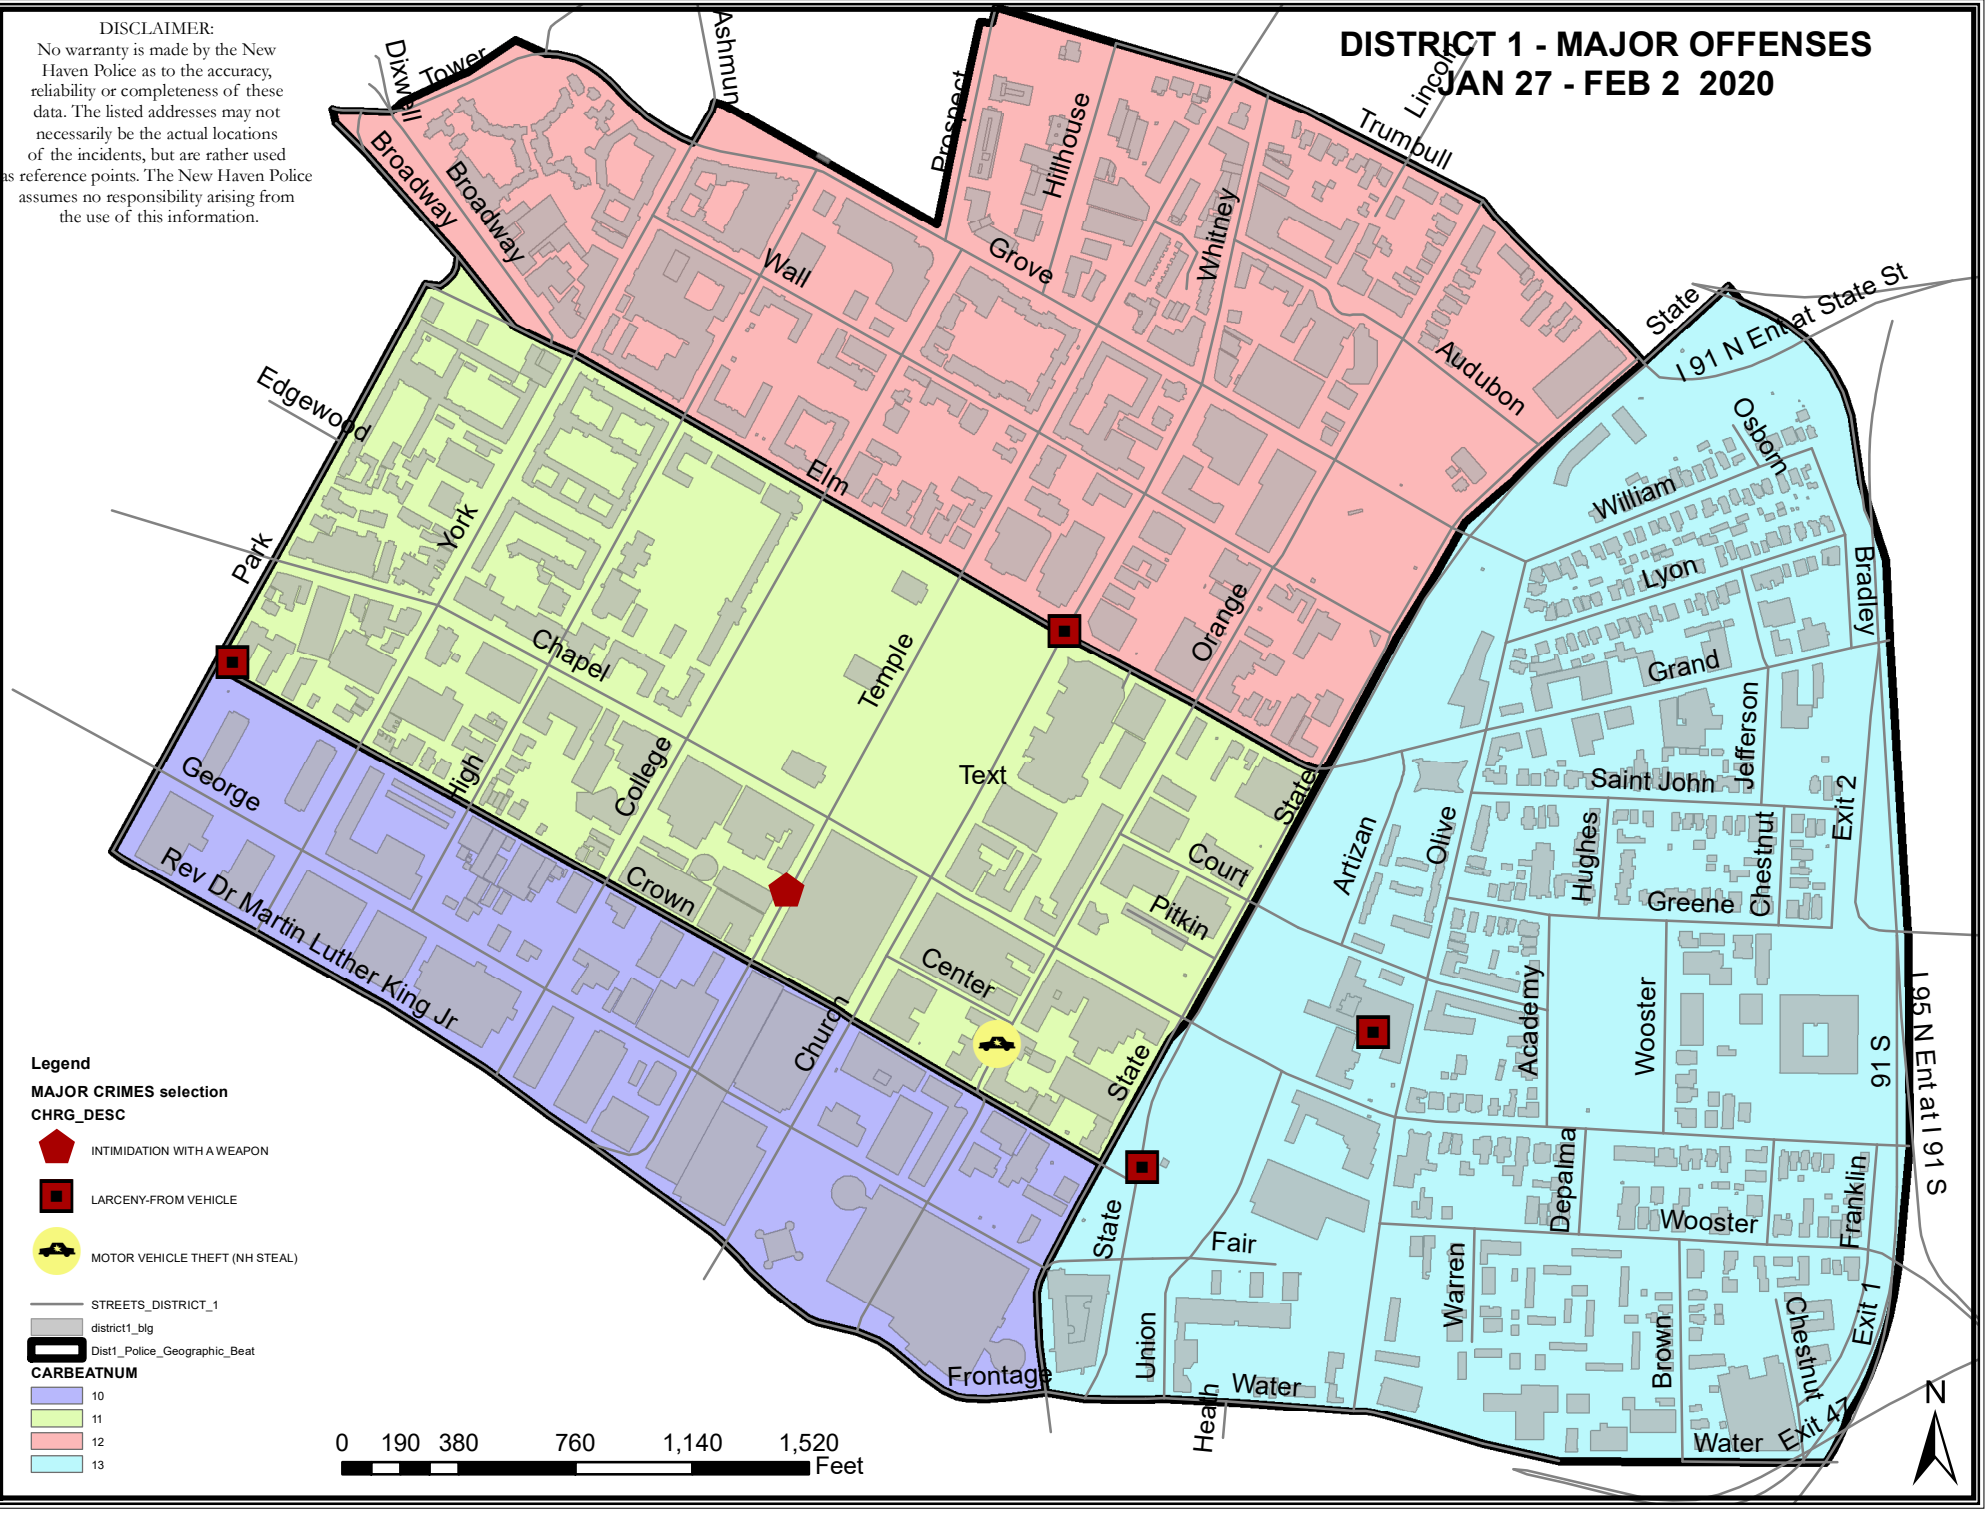 DISCLAIMER:
No warranty is made by the New
Haven Police as to the accuracy,
reliability or completeness of these
data. The listed addresses may not
necessarily be the actual locations
of the incidents, but are rather used
as reference points. The New Haven Police
assumes no responsibility arising from
the use of this information.
DISTRICT 1 - MAJOR OFFENSES
JAN 27 - FEB 2 2020
Dixwell
Tower
Ashmun
Prospect
Hillhouse
Lincoln
Trumbull
Broadway
Broadway
Wall
Grove
Whitney
State
I 91 N Ent at State St
Audubon
Edgewood
Osborn
William
Elm
York
Park
Lyon
Bradley
Orange
Chapel
Temple
Grand
Jefferson
Text
College
High
George
State
Saint John
Exit 2
Artizan
Olive
Hughes
Chestnut
Court
Crown
Pitkin
Greene
Rev Dr Martin Luther King Jr
Center
Church
Academy
Wooster
I 95 N Ent at I 91 S
91 S
State
Depalma
Franklin
Wooster
State
Fair
Warren
Union
Brown
Chestnut
Exit 1
Frontage
Heath
Water
Water
Exit 47
N
Legend
MAJOR CRIMES selection
CHRG_DESC
INTIMIDATION WITH A WEAPON
LARCENY-FROM VEHICLE
MOTOR VEHICLE THEFT (NH STEAL)
STREETS_DISTRICT_1
district1_blg
Dist1_Police_Geographic_Beat
CARBEATNUM
10
11
12
13
0 190 380 760 1,140 1,520
Feet